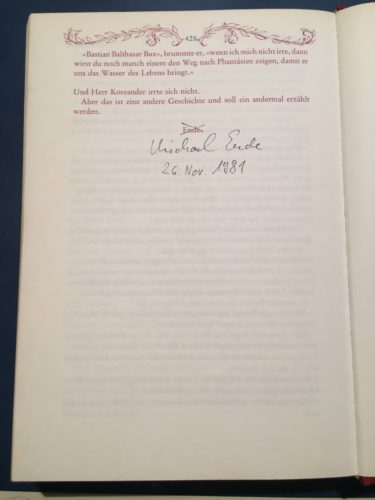 428
»Bastian Balthasar Bux«, brummte er, »wenn ich mich nicht irre, dann
wirst du noch manch einem den Weg nach Phantásien zeigen, damit er
uns das Wasser des Lebens bringt.«
Und Herr Koreander irrte sich nicht.
Aber das ist eine andere Geschichte und soll ein andermal erzählt
werden.
Ende.
Michael Ende
26. Nov. 1981